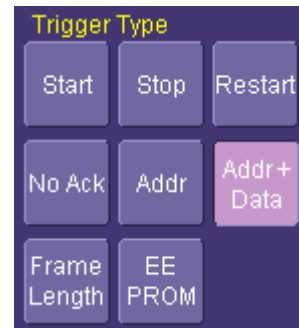 Trigger Type
Start Stop Restart
No Ack Addr Addr+
Data
Frame
Length EE
PROM